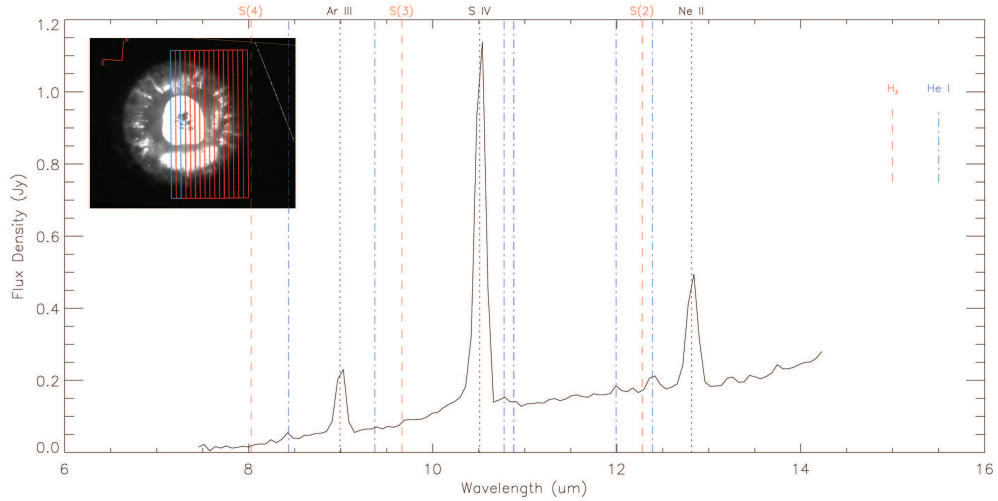 S(4) Ar III S(3) S IV S(2) Ne II
1.2
1.0
0.8
0.6
0.4
0.2
0.0
Flux Density (Jy)
N
E
H₂ He I
6 8 10 12 14 16
Wavelength (um)